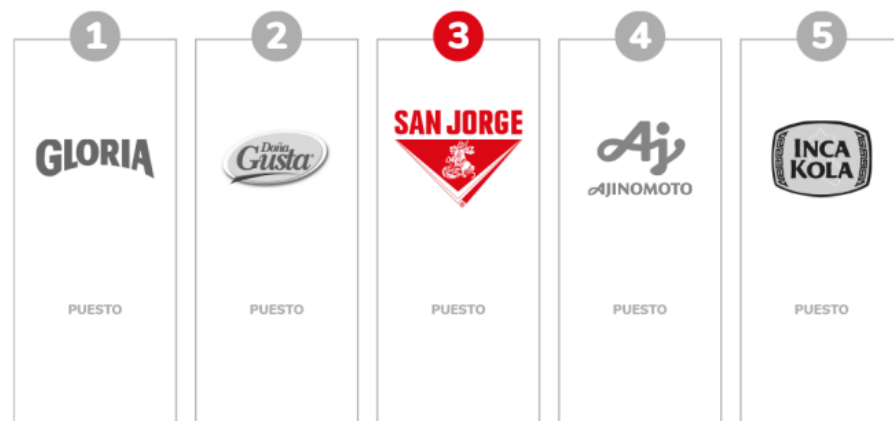 1
2
3
4
5
GLORIA
Doña
Gusta
SAN JORGE
Aj
AJINOMOTO
INCA
KOLA
PUESTO
PUESTO
PUESTO
PUESTO
PUESTO